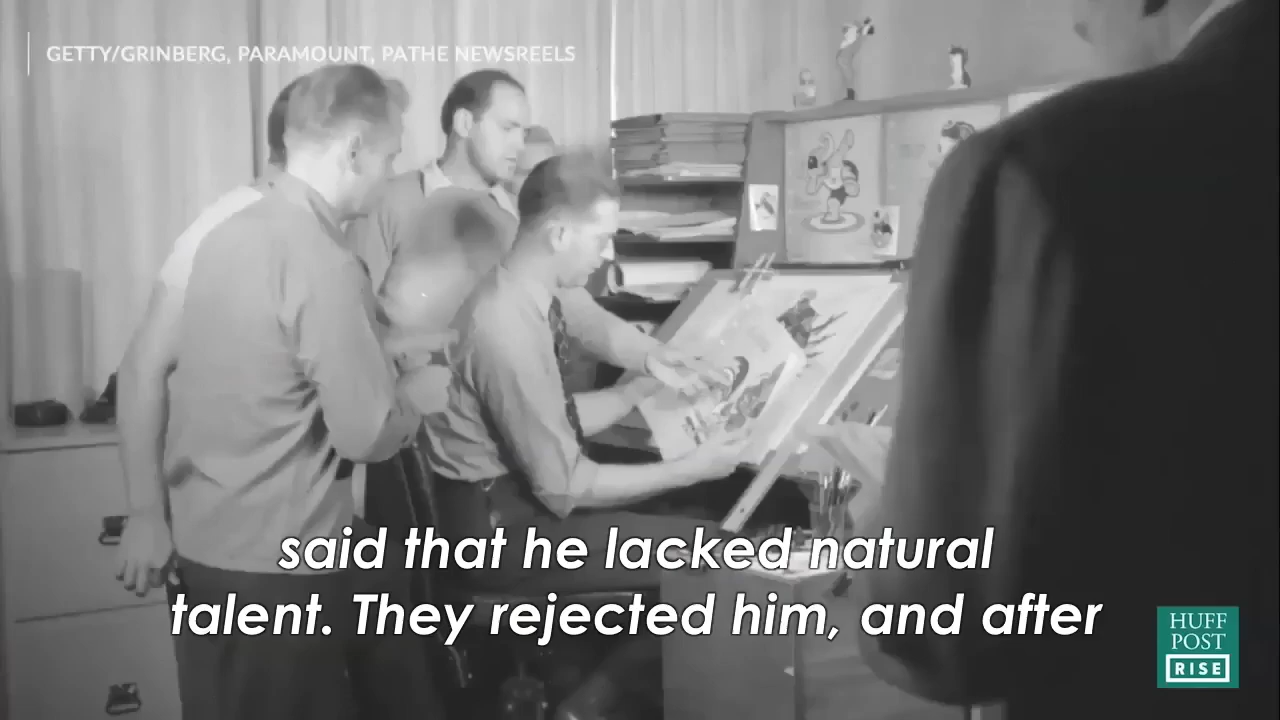 GETTY/GRINBERG, PARAMOUNT, PATHE NEWSREELS
said that he lacked natural
talent. They rejected him, and after
HUFF
POST
RISE